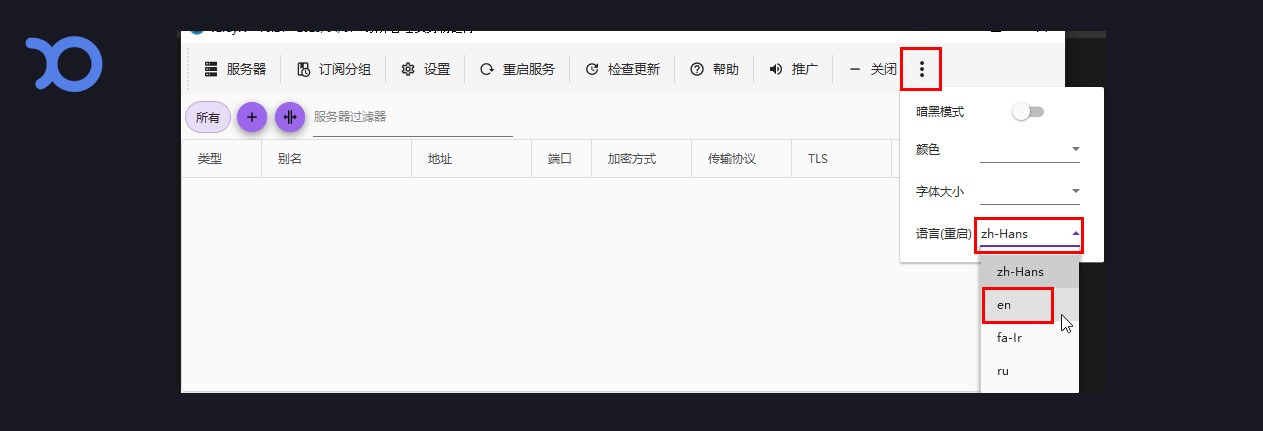 服务器 订阅分组 设置 重启服务 检查更新 帮助 推广 关闭
所有 服务器过滤器
类型 别名 地址 端口 加密方式 传输协议 TLS
暗黑模式
颜色
字体大小
语言(重启) zh-Hans
zh-Hans
en
fa-Ir
ru